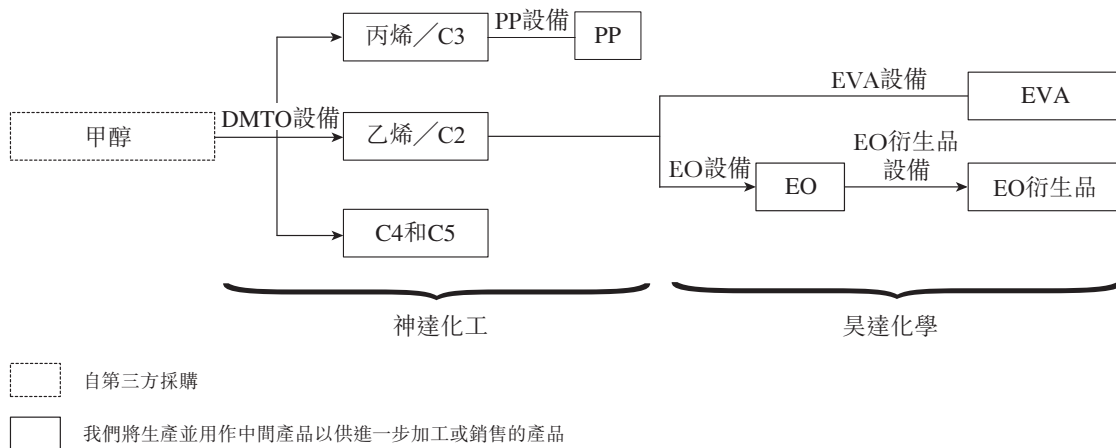 丙烯／C3
PP設備
PP
甲醇
DMTO設備
乙烯／C2
EVA設備
EVA
EO設備
EO
EO衍生品
設備
EO衍生品
C4和C5
神達化工
昊達化學
自第三方採購
我們將生產並用作中間產品以供進一步加工或銷售的產品